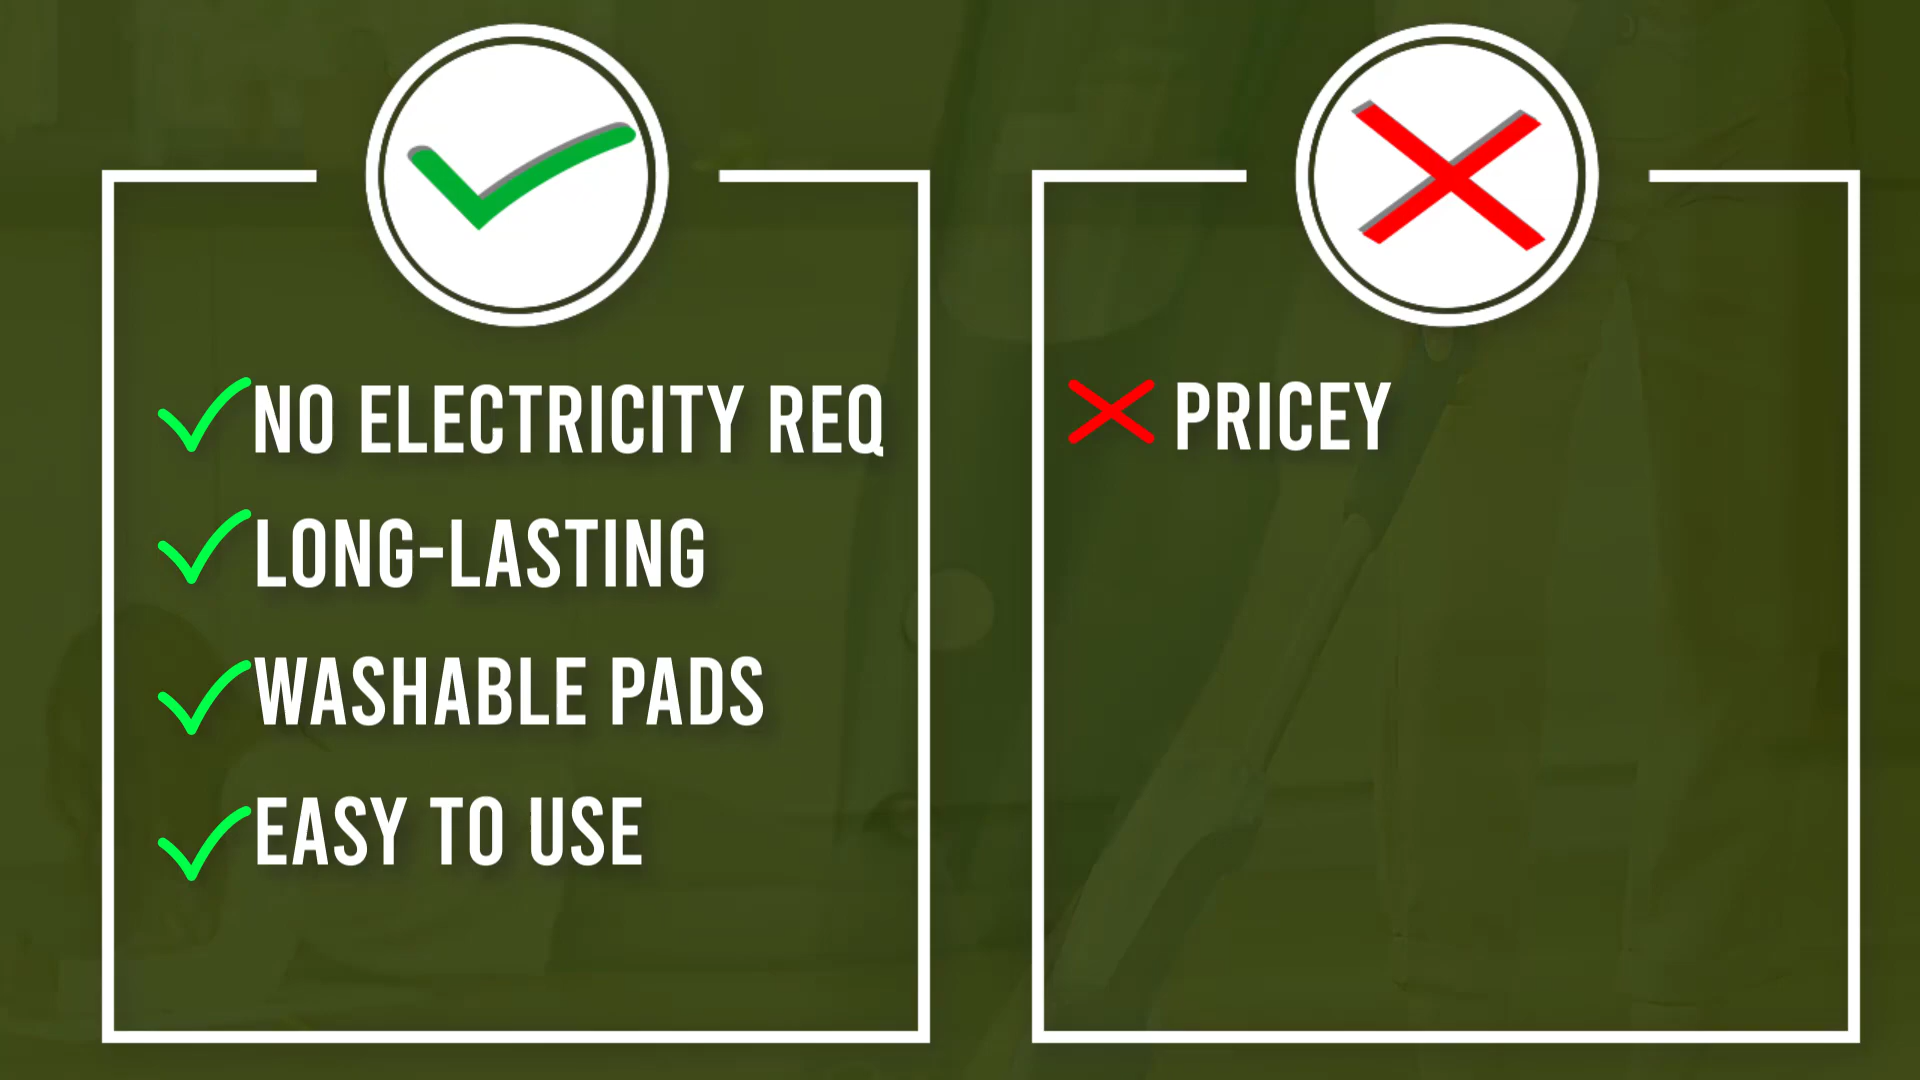 NO ELECTRICITY REQ
LONG-LASTING
WASHABLE PADS
EASY TO USE
PRICEY